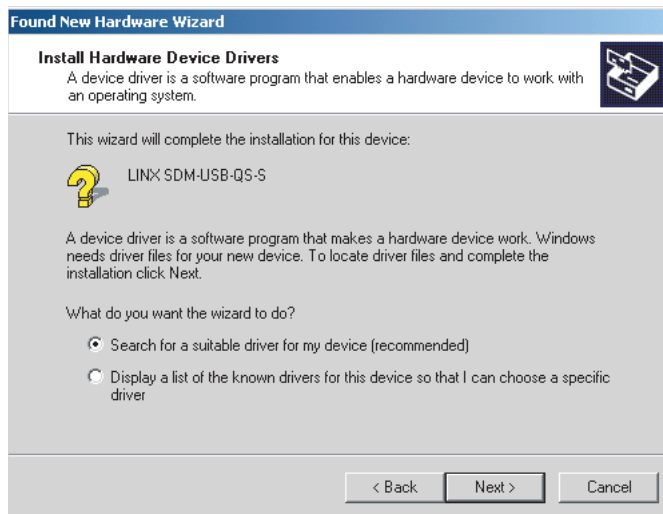 Found New Hardware Wizard
Install Hardware Device Drivers
A device driver is a software program that enables a hardware device to work with
an operating system.
This wizard will complete the installation for this device:
LINX SDM-USB-QS-S
A device driver is a software program that makes a hardware device work. Windows
needs driver files for your new device. To locate driver files and complete the
installation click Next.
What do you want the wizard to do?
Search for a suitable driver for my device (recommended)
Display a list of the known drivers for this device so that I can choose a specific
driver
< Back Next > Cancel